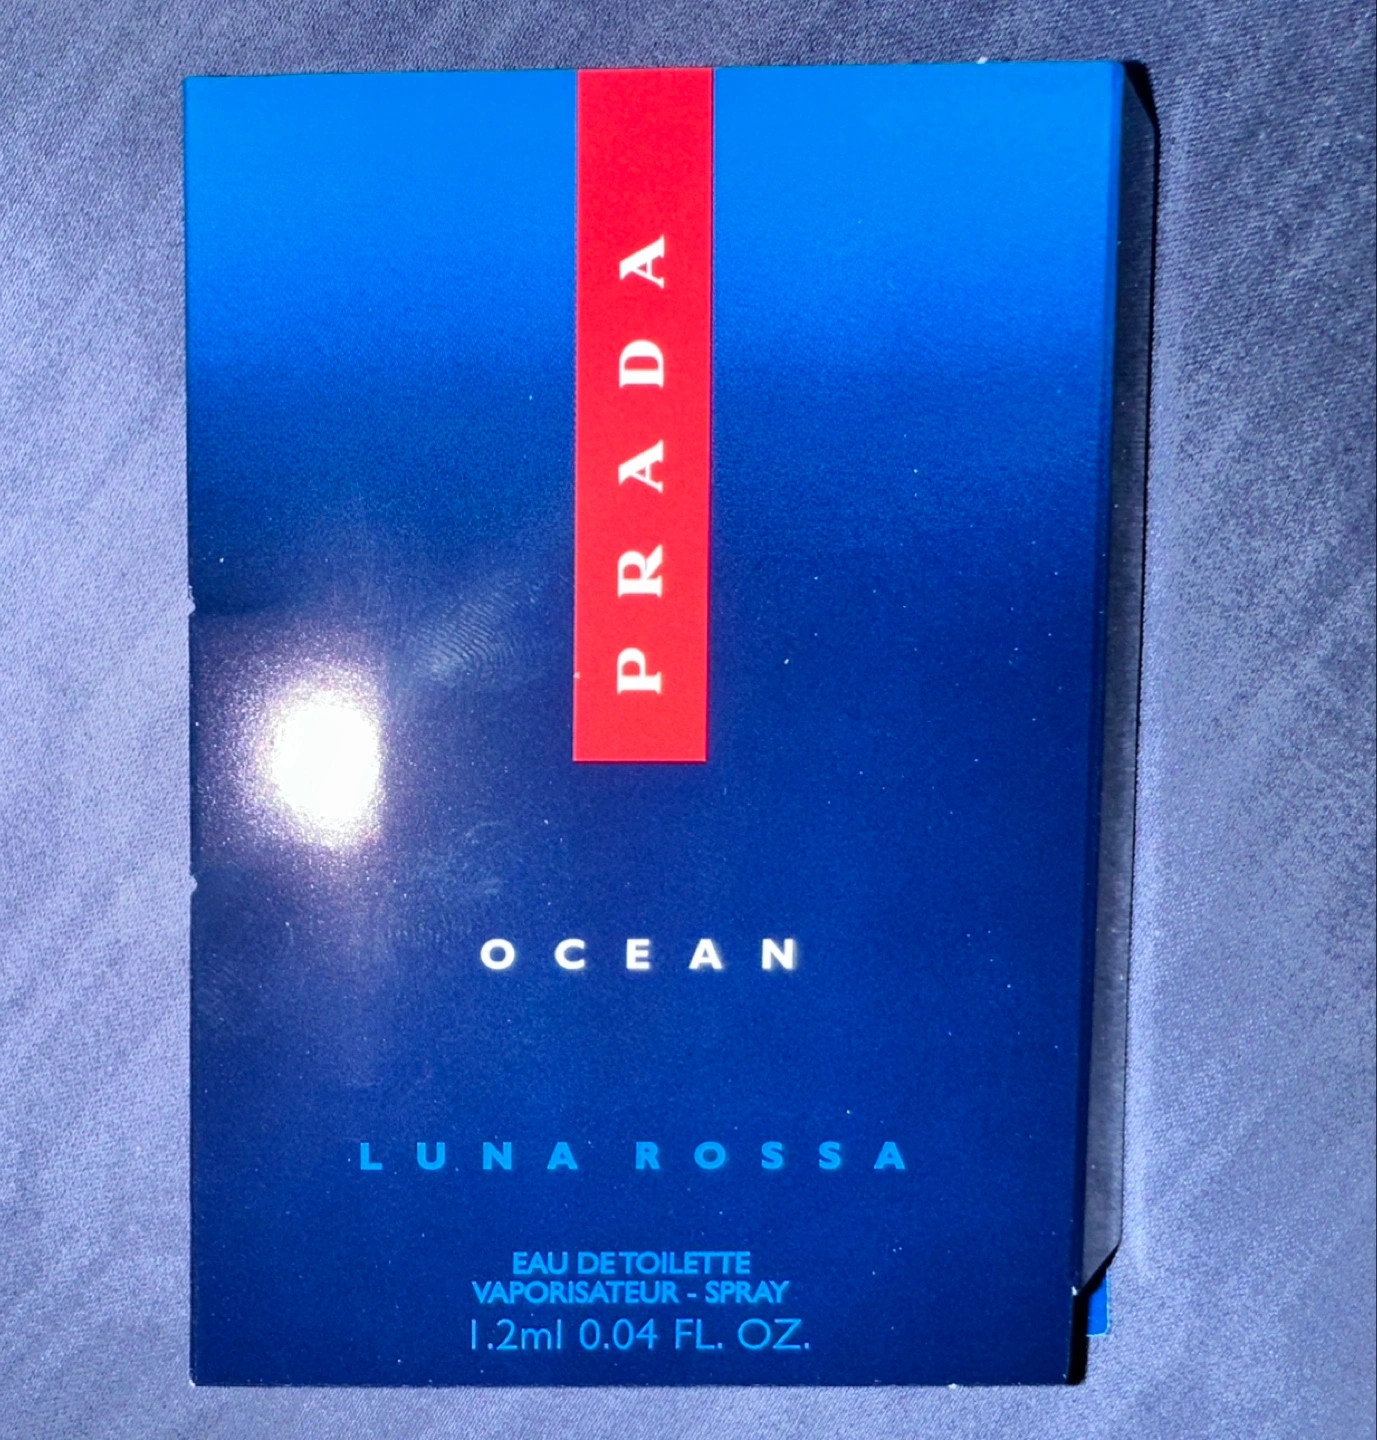 PRADA
OCEAN
LUNA ROSSA
EAU DE TOILETTE
VAPORISATEUR - SPRAY
1.2ml 0.04 FL. OZ.